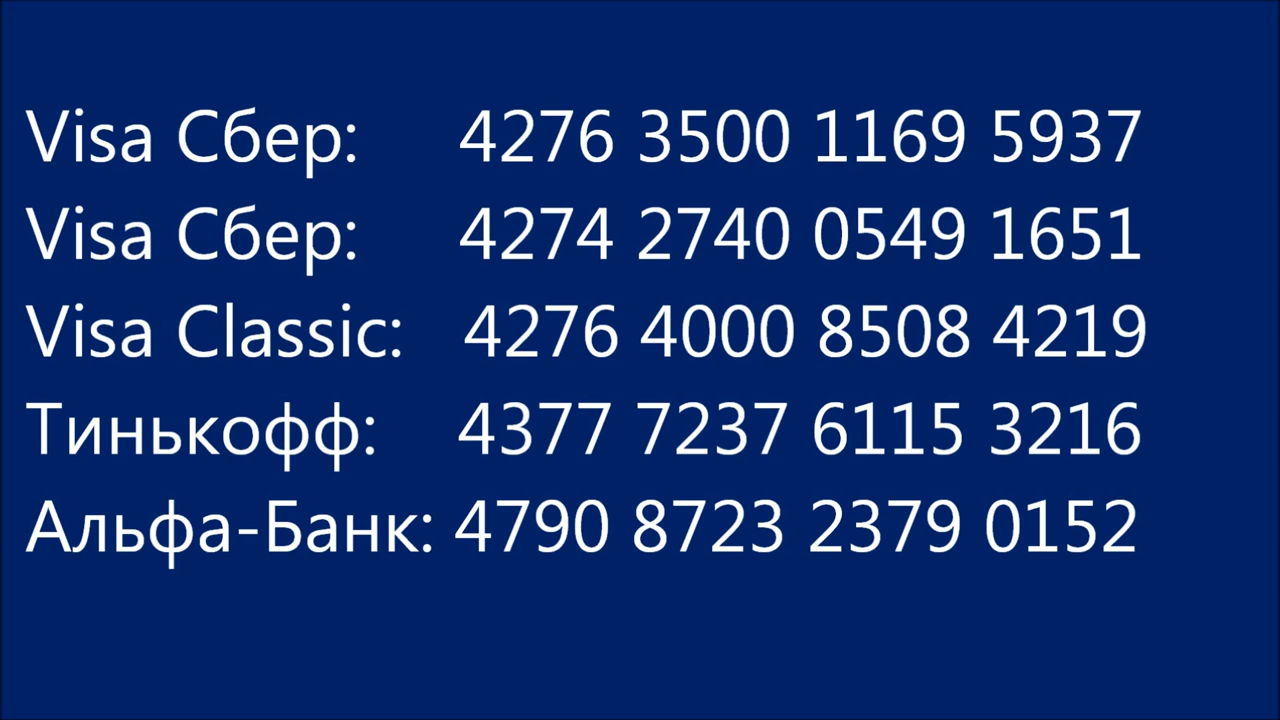 Visa Сбер: 4276 3500 1169 5937
Visa Сбер: 4274 2740 0549 1651
Visa Classic: 4276 4000 8508 4219
Тинькофф: 4377 7237 6115 3216
Альфа-Банк: 4790 8723 2379 0152